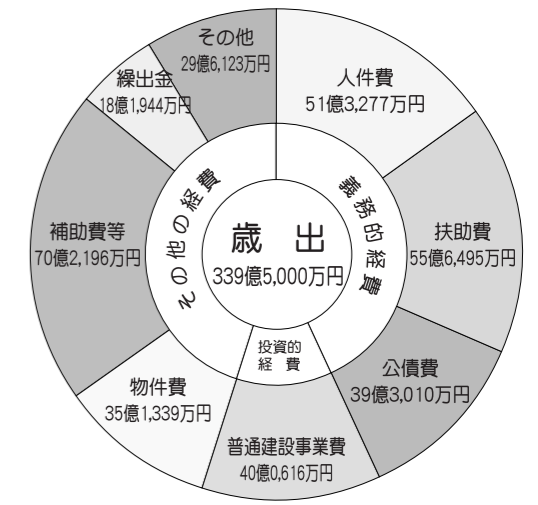 歳出
339億5,000万円
義務的経費
人件費
51億3,277万円
扶助費
55億6,495万円
公債費
39億3,010万円
投資的
経費
普通建設事業費
40億0,616万円
その他の経費
物件費
35億1,339万円
補助費等
70億2,196万円
繰出金
18億1,944万円
その他
29億6,123万円